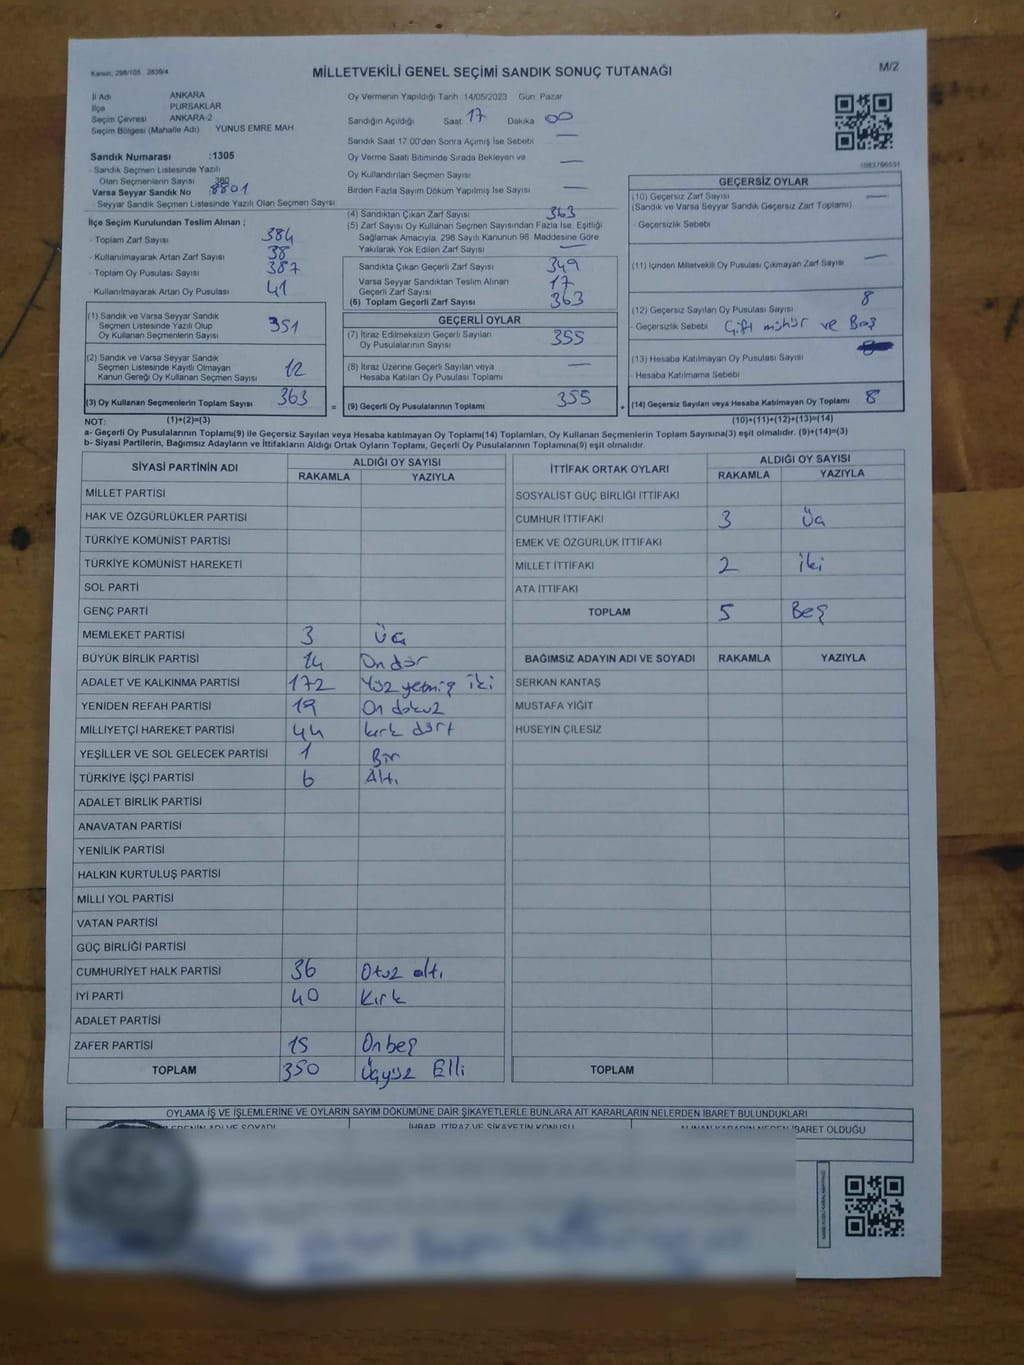 Kanun: 298/105 . 2839/4
MİLLETVEKİLİ GENEL SEÇİMİ SANDIK SONUÇ TUTANAĞI
M/2
İl Adı ANKARA
İlçe PURSAKLAR
Seçim Çevresi ANKARA-2
Seçim Bölgesi (Mahalle Adı) YUNUS EMRE MAH
Sandık Numarası :1305
- Sandık Seçmen Listesinde Yazılı
Olan Seçmenlerin Sayısı 380
Varsa Seyyar Sandık No 8801
- Seyyar Sandık Seçmen Listesinde Yazılı Olan Seçmen Sayısı
İlçe Seçim Kurulundan Teslim Alınan ;
- Toplam Zarf Sayısı 384
- Kullanılmayarak Artan Zarf Sayısı 38
- Toplam Oy Pusulası Sayısı 387
- Kullanılmayarak Artan Oy Pusulası 41
(1) Sandık ve Varsa Seyyar Sandık
Seçmen Listesinde Yazılı Olup
Oy Kullanan Seçmenlerin Sayısı 351
(2) Sandık ve Varsa Seyyar Sandık
Seçmen Listesinde Kayıtlı Olmayan
Kanun Gereği Oy Kullanan Seçmen Sayısı 12
(3) Oy Kullanan Seçmenlerin Toplam Sayısı 363
Oy Vermenin Yapıldığı Tarih :14/05/2023 Gün: Pazar
Sandığın Açıldığı Saat 17 Dakika 00
Sandık Saat 17.00'den Sonra Açımış İse Sebebi —
Oy Verme Saati Bitiminde Sırada Bekleyen ve —
Oy Kullandırılan Seçmen Sayısı
Birden Fazla Sayım Döküm Yapılmış İse Sayısı —
(4) Sandıktan Çıkan Zarf Sayısı 363
(5) Zarf Sayısı Oy Kullanan Seçmen Sayısından Fazla İse, Eşitliği
Sağlamak Amacıyla, 298 Sayılı Kanunun 98. Maddesine Göre
Yakılarak Yok Edilen Zarf Sayısı —
Sandıkta Çıkan Geçerli Zarf Sayısı 349
Varsa Seyyar Sandıktan Teslim Alınan
Geçerli Zarf Sayısı 17
(6) Toplam Geçerli Zarf Sayısı 363
GEÇERLİ OYLAR
(7) İtiraz Edilmeksizin Geçerli Sayılan
Oy Pusulalarının Sayısı 355
(8) İtiraz Üzerine Geçerli Sayılan veya
Hesaba Katılan Oy Pusulası Toplamı —
= (9) Geçerli Oy Pusulalarının Toplamı 355 +
1083766551
GEÇERSİZ OYLAR
(10) Geçersiz Zarf Sayısı —
(Sandık ve Varsa Seyyar Sandık Geçersiz Zarf Toplamı)
- Geçersizlik Sebebi
(11) İçinden Milletvekili Oy Pusulası Çıkmayan Zarf Sayısı —
(12) Geçersiz Sayılan Oy Pusulası Sayısı 8
- Geçersizlik Sebebi Çift mühür ve Boş
(13) Hesaba Katılmayan Oy Pusulası Sayısı
- Hesaba Katılmama Sebebi
(14) Geçersiz Sayılan veya Hesaba Katılmayan Oy Toplamı 8
NOT: (1)+(2)=(3) (10)+(11)+(12)+(13)=(14)
a- Geçerli Oy Pusulalarının Toplamı(9) ile Geçersiz Sayılan veya Hesaba katılmayan Oy Toplamı(14) Toplamları, Oy Kullanan Seçmenlerin Toplam Sayısına(3) eşit olmalıdır. (9)+(14)=(3)
b- Siyasi Partilerin, Bağımsız Adayların ve İttifakların Aldığı Ortak Oyların Toplamı, Geçerli Oy Pusulalarının Toplamına(9) eşit olmalıdır.
SİYASİ PARTİNİN ADI ALDIĞI OY SAYISI
RAKAMLA YAZIYLA
MİLLET PARTİSİ
HAK VE ÖZGÜRLÜKLER PARTİSİ
TÜRKİYE KOMÜNİST PARTİSİ
TÜRKİYE KOMÜNİST HAREKETİ
SOL PARTİ
GENÇ PARTİ
MEMLEKET PARTİSİ 3 Üç
BÜYÜK BİRLİK PARTİSİ 14 On dör
ADALET VE KALKINMA PARTİSİ 172 Yüz yetmiş iki
YENİDEN REFAH PARTİSİ 19 On dokuz
MİLLİYETÇİ HAREKET PARTİSİ 44 kırk dört
YEŞİLLER VE SOL GELECEK PARTİSİ 1 Bir
TÜRKİYE İŞÇİ PARTİSİ 6 Altı
ADALET BİRLİK PARTİSİ
ANAVATAN PARTİSİ
YENİLİK PARTİSİ
HALKIN KURTULUŞ PARTİSİ
MİLLİ YOL PARTİSİ
VATAN PARTİSİ
GÜÇ BİRLİĞİ PARTİSİ
CUMHURİYET HALK PARTİSİ 36 Otuz altı
İYİ PARTİ 40 Kırk
ADALET PARTİSİ
ZAFER PARTİSİ 15 Onbeş
TOPLAM 350 Üçyüz Elli
İTTİFAK ORTAK OYLARI ALDIĞI OY SAYISI
RAKAMLA YAZIYLA
SOSYALİST GÜÇ BİRLİĞİ İTTİFAKI
CUMHUR İTTİFAKI 3 Üç
EMEK VE ÖZGÜRLÜK İTTİFAKI
MİLLET İTTİFAKI 2 iki
ATA İTTİFAKI
TOPLAM 5 Beş
BAĞIMSIZ ADAYIN ADI VE SOYADI RAKAMLA YAZIYLA
SERKAN KANTAŞ
MUSTAFA YİĞİT
HÜSEYİN ÇİLESİZ
TOPLAM
OYLAMA İŞ VE İŞLEMLERİNE VE OYLARIN SAYIM DÖKÜMÜNE DAİR ŞİKAYETLERLE BUNLARA AİT KARARLARIN NELERDEN İBARET BULUNDUKLARI
İHBAR, İTİRAZ VE ŞİKAYETİN KONUSU
İBARET OLDUĞU